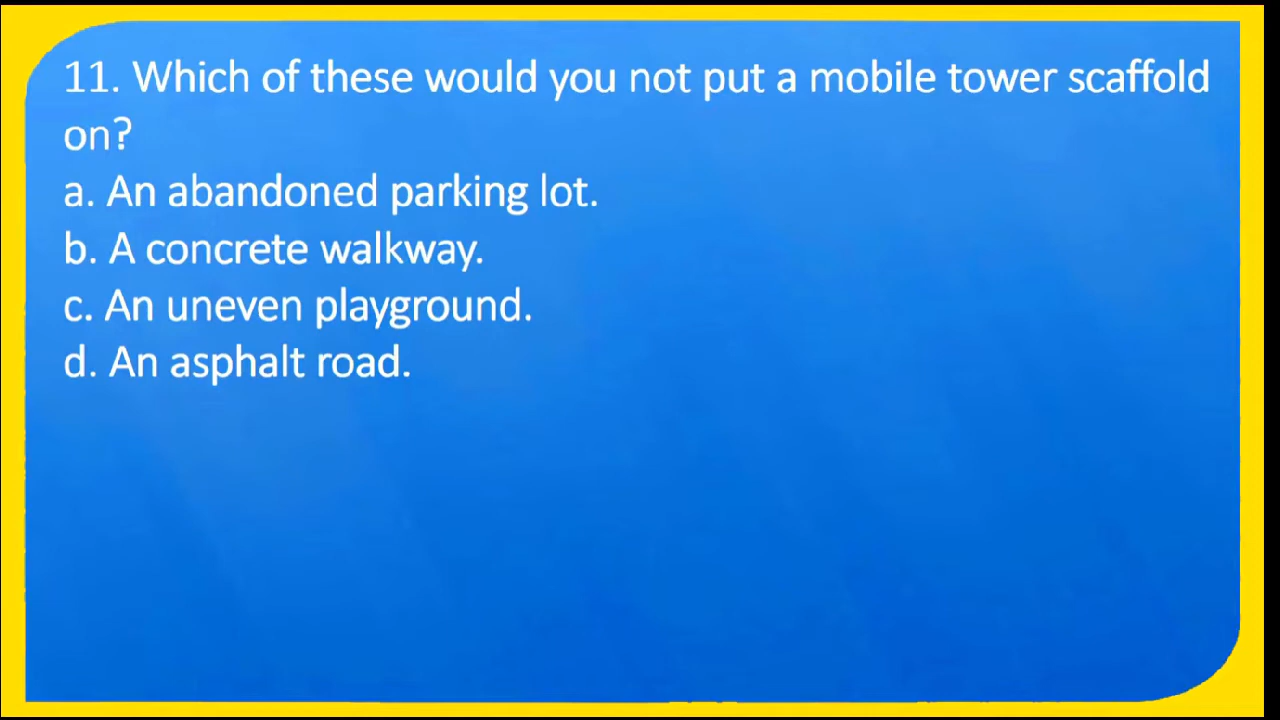 11. Which of these would you not put a mobile tower scaffold
on?
a. An abandoned parking lot.
b. A concrete walkway.
c. An uneven playground.
d. An asphalt road.